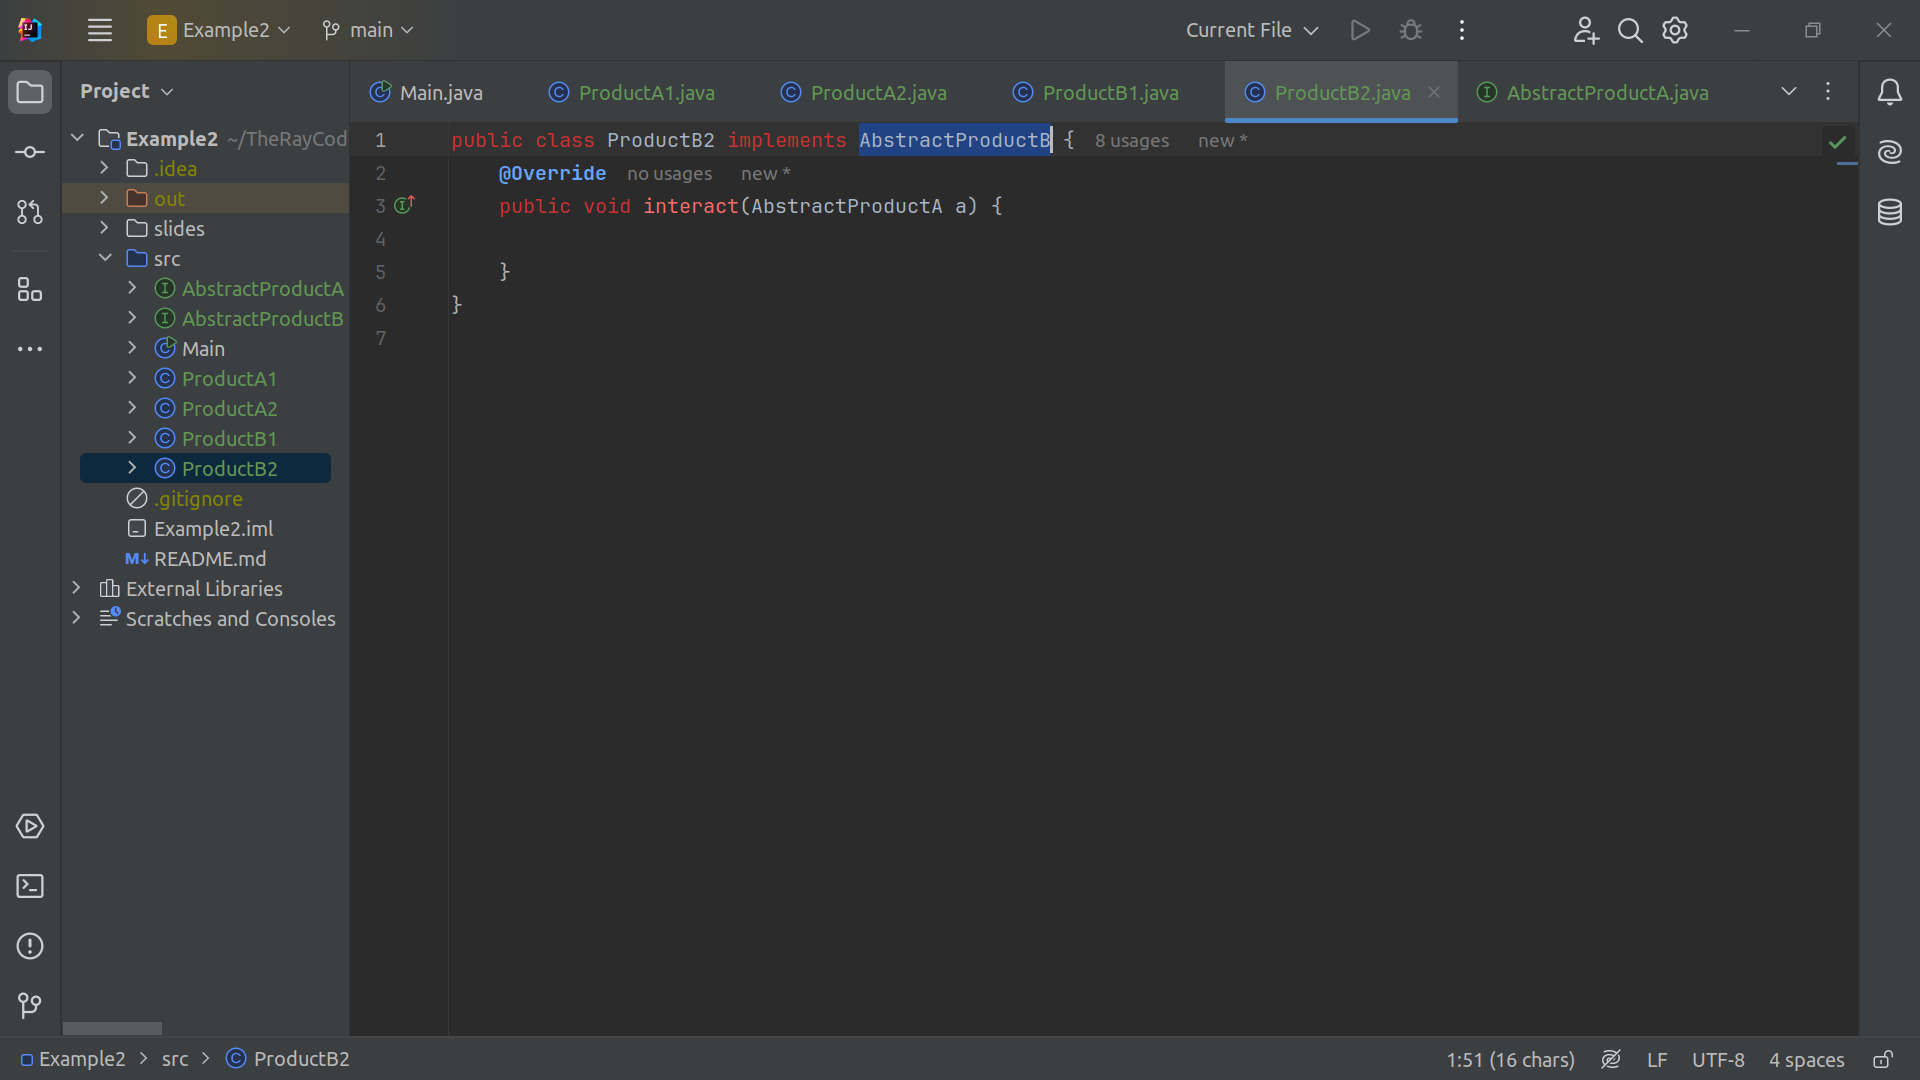 E Example2 main Current File
Project
Main.java ProductA1.java ProductA2.java ProductB1.java ProductB2.java AbstractProductA.java
Example2 ~/TheRayCod
.idea
out
slides
src
AbstractProductA
AbstractProductB
Main
ProductA1
ProductA2
ProductB1
ProductB2
.gitignore
Example2.iml
M↓ README.md
External Libraries
Scratches and Consoles
1 public class ProductB2 implements AbstractProductB { 8 usages new *
2 @Override no usages new *
3 public void interact(AbstractProductA a) {
4
5 }
6 }
7
Example2 > src > ProductB2
1:51 (16 chars) LF UTF-8 4 spaces